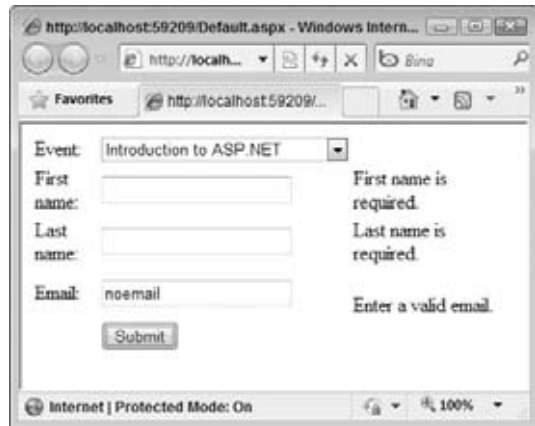 http://localhost:59209/Default.aspx - Windows Intern...
http://localh...
Bing
Favorites
http://localhost:59209/...
Event:
Introduction to ASP.NET
First
name:
First name is
required.
Last
name:
Last name is
required.
Email:
noemail
Enter a valid email.
Submit
Internet | Protected Mode: On
100%